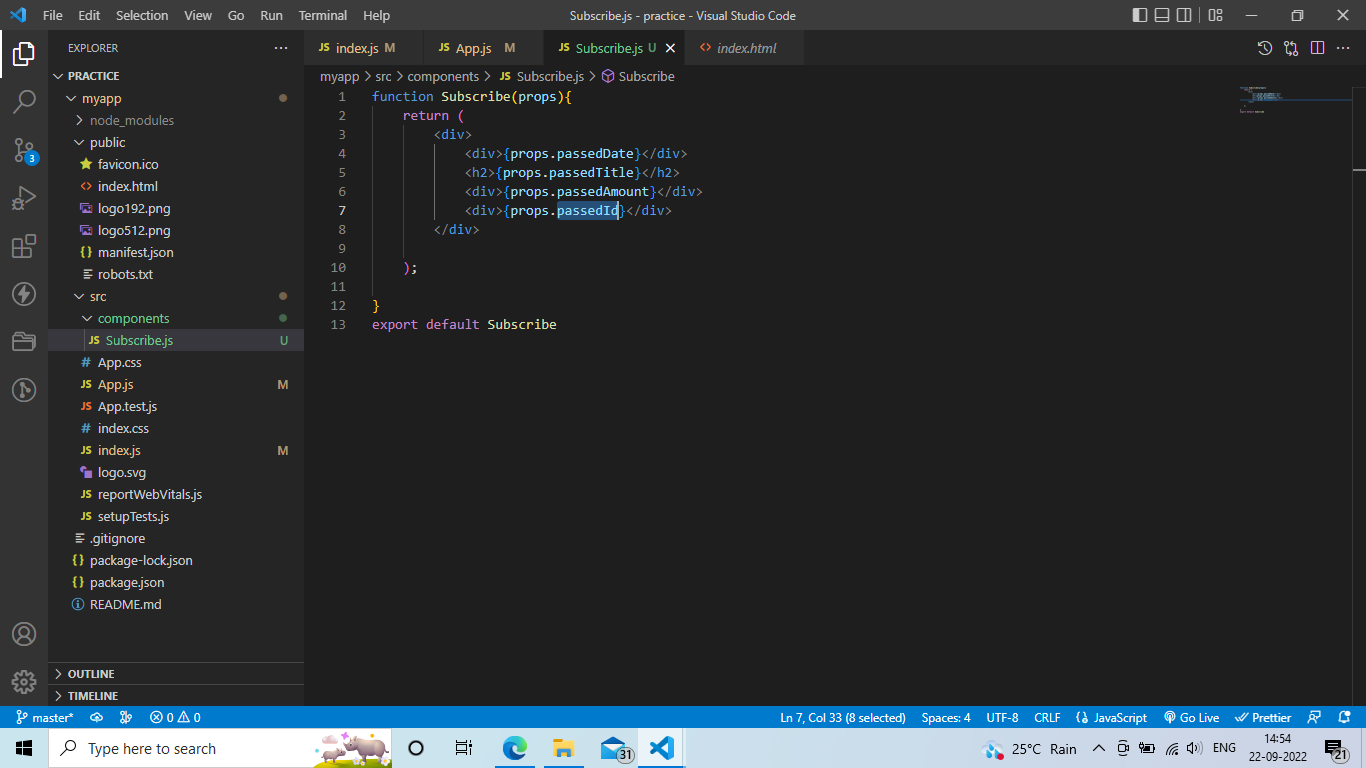 File Edit Selection View Go Run Terminal Help Subscribe.js - practice - Visual Studio Code
EXPLORER
index.js M App.js M Subscribe.js U index.html
PRACTICE
myapp > src > components > JS Subscribe.js > Subscribe
myapp
node_modules
public
favicon.ico
index.html
logo192.png
logo512.png
manifest.json
robots.txt
src
components
JS Subscribe.js U
# App.css
JS App.js M
JS App.test.js
# index.css
JS index.js M
logo.svg
JS reportWebVitals.js
JS setupTests.js
.gitignore
{} package-lock.json
{} package.json
README.md
OUTLINE
TIMELINE
3
1 function Subscribe(props){
2 return (
3 <div>
4 <div>{props.passedDate}</div>
5 <h2>{props.passedTitle}</h2>
6 <div>{props.passedAmount}</div>
7 <div>{props.passedId}</div>
8 </div>
9
10 );
11
12 }
13 export default Subscribe
master* 0 0 Ln 7, Col 33 (8 selected) Spaces: 4 UTF-8 CRLF {} JavaScript Go Live Prettier
Type here to search 31 25°C Rain ENG 14:54
22-09-2022 21